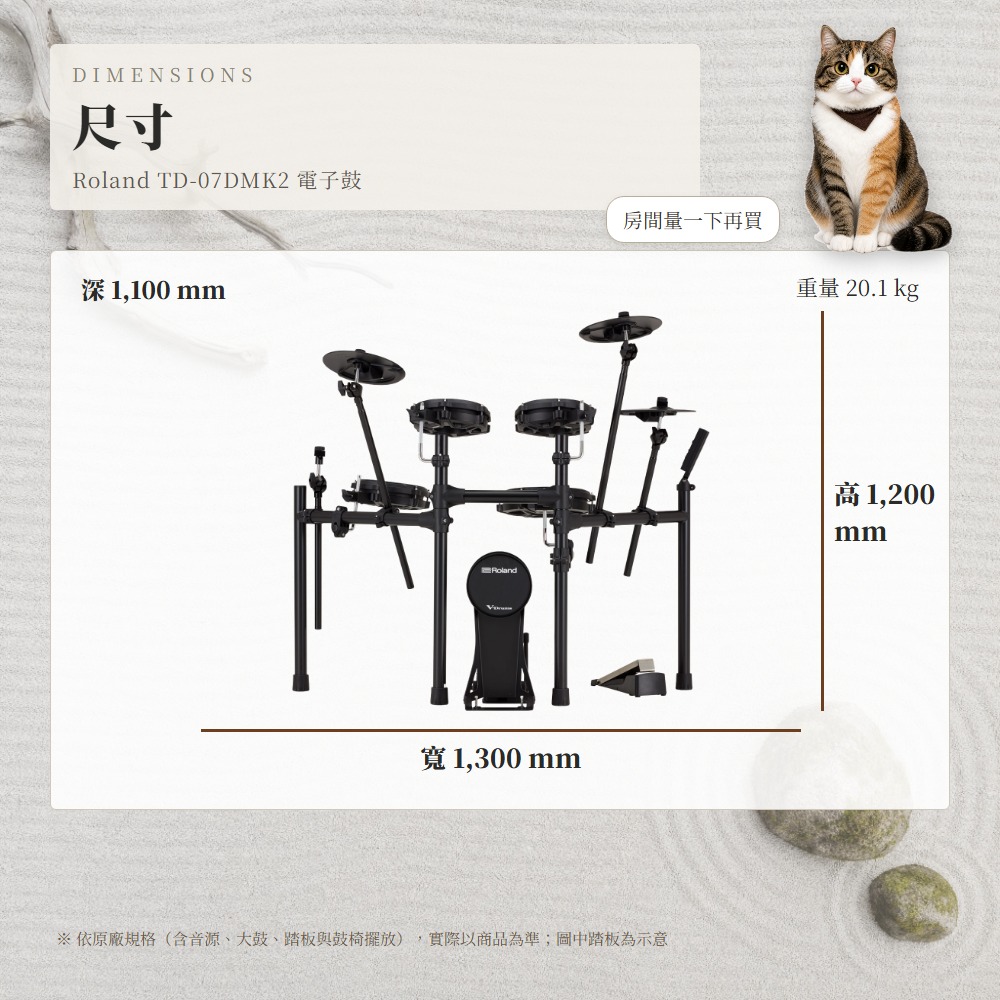 DIMENSIONS
尺寸
Roland TD-07DMK2 電子鼓
房間量一下再買
深 1,100 mm
重量 20.1 kg
高 1,200
mm
Roland
V-Drums
寬 1,300 mm
※ 依原廠規格（含音源、大鼓、踏板與鼓椅擺放），實際以商品為準；圖中踏板為示意